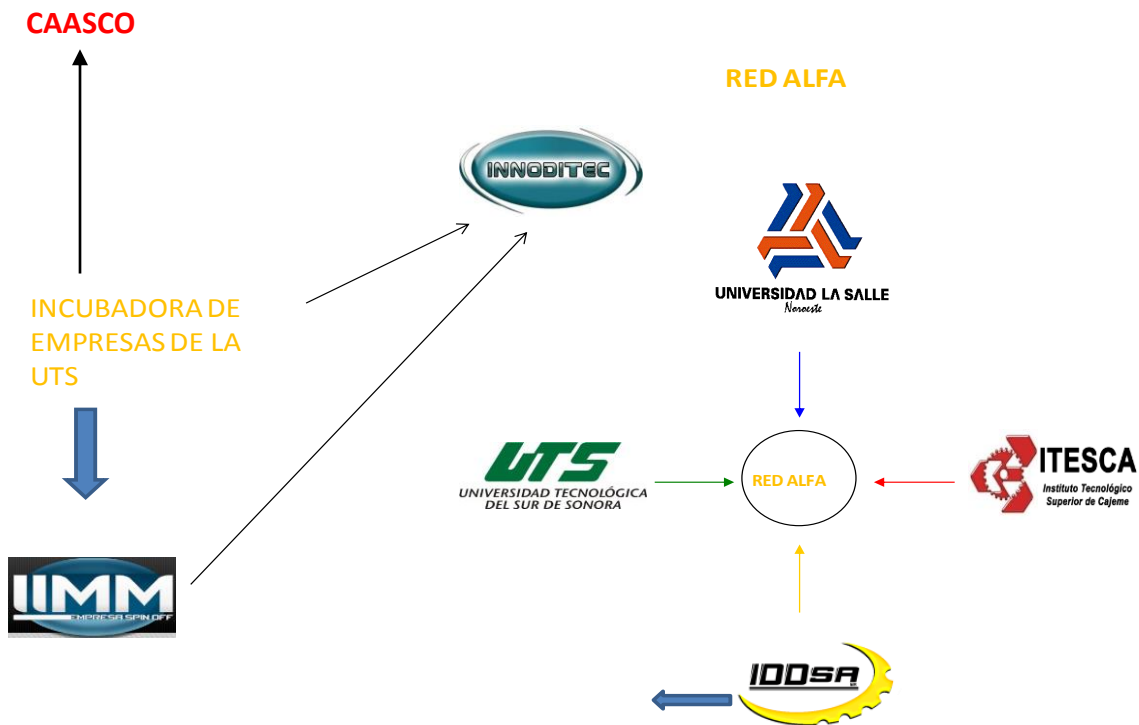 CAASCO
RED ALFA
INNODITEC
UNIVERSIDAD LA SALLE
Noroeste
INCUBADORA DE
EMPRESAS DE LA
UTS
UTS
UNIVERSIDAD TECNOLÓGICA
DEL SUR DE SONORA
RED ALFA
ITESCA
Instituto Tecnológico
Superior de Cajeme
IIMM
EMPRESA SPIN OFF
IDDSA